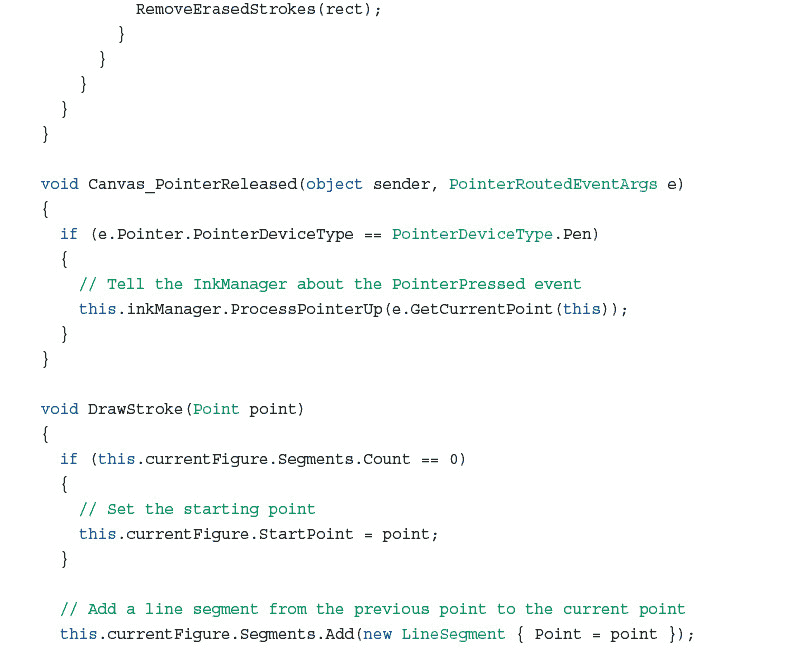 RemoveErasedStrokes(rect);
}
}
}
}
}
void Canvas_PointerReleased(object sender, PointerRoutedEventArgs e)
{
if (e.Pointer.PointerDeviceType == PointerDeviceType.Pen)
{
// Tell the InkManager about the PointerPressed event
this.inkManager.ProcessPointerUp(e.GetCurrentPoint(this));
}
}
void DrawStroke(Point point)
{
if (this.currentFigure.Segments.Count == 0)
{
// Set the starting point
this.currentFigure.StartPoint = point;
}
// Add a line segment from the previous point to the current point
this.currentFigure.Segments.Add(new LineSegment { Point = point });